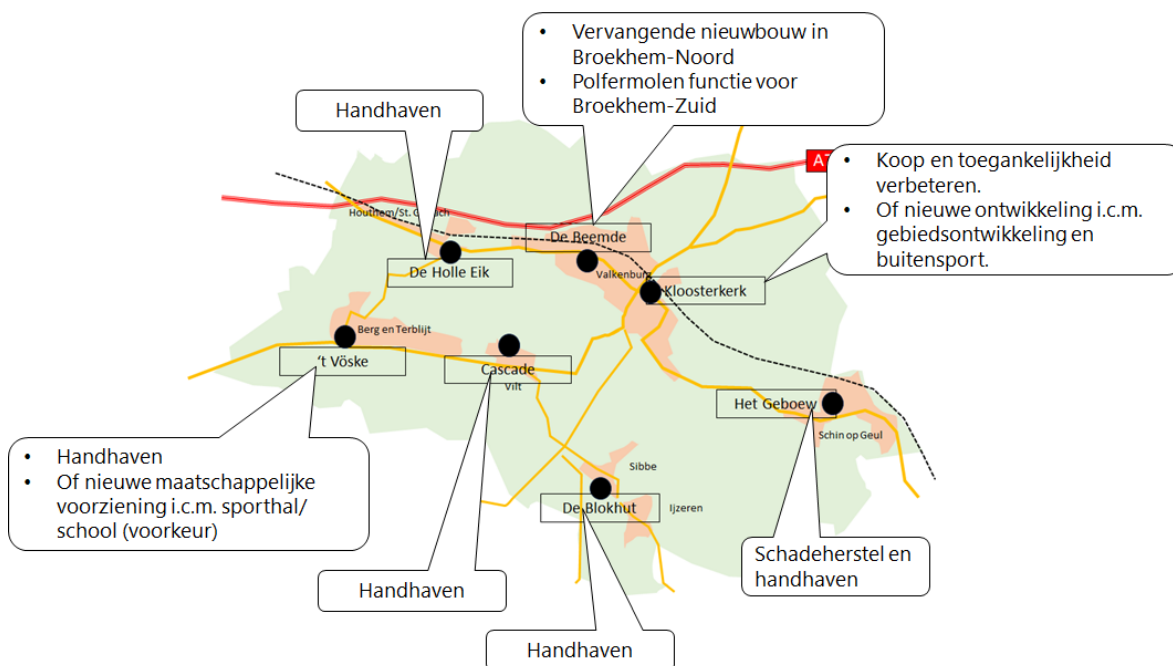 • Vervangende nieuwbouw in
Broekhem-Noord
• Polfermolen functie voor
Broekhem-Zuid
Handhaven
• Koop en toegankelijkheid
verbeteren.
• Of nieuwe ontwikkeling i.c.m.
gebiedsontwikkeling en
buitensport.
Houthem/St.
De Beemde
De Holle Eik
Valkenburg
Kloosterkerk
Berg en Terblijt
't Vöske
Cascade
Vilt
Het Geboew
Schin op Geul
• Handhaven
• Of nieuwe maatschappelijke
voorziening i.c.m. sporthal/
school (voorkeur)
Sibbe
De Blokhut
Ijzeren
Schadeherstel en
handhaven
Handhaven
Handhaven